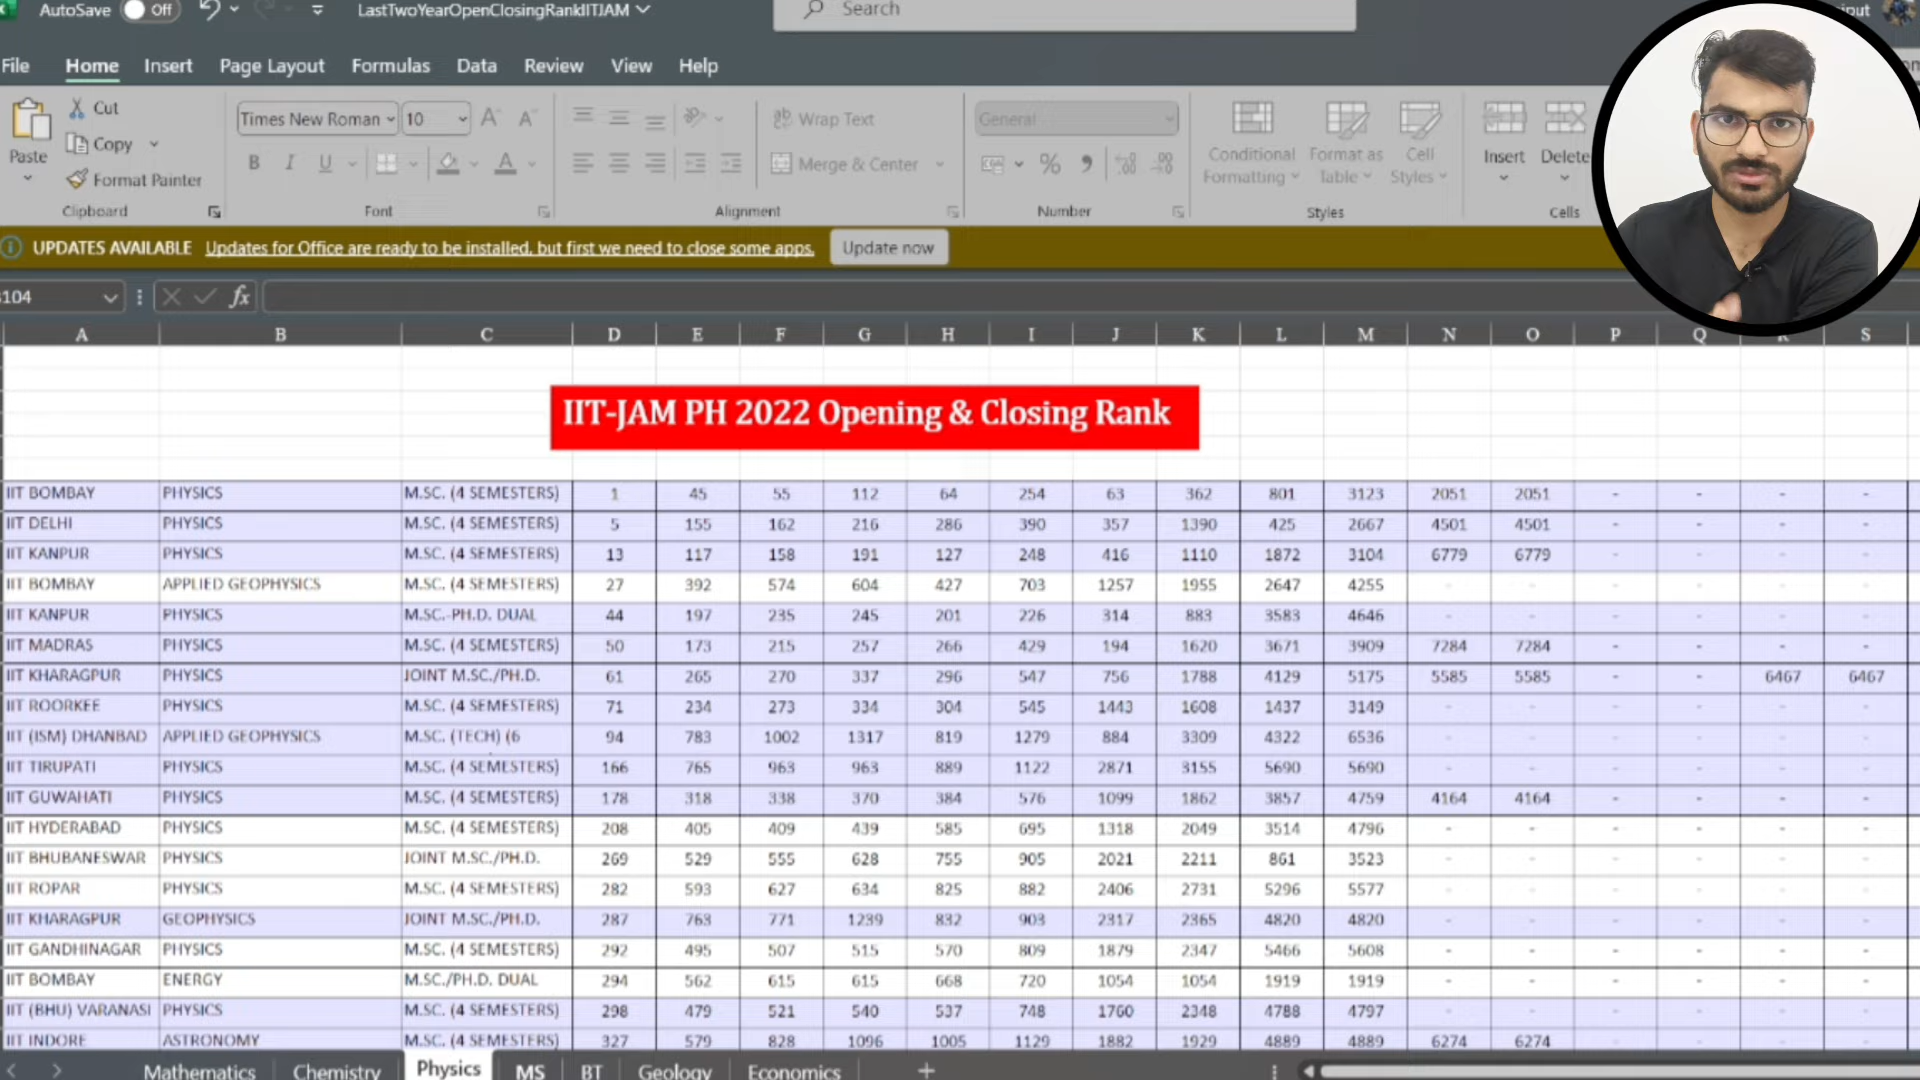 AutoSave Off LastTwoYearOpenClosingRankIITJAM Search
File Home Insert Page Layout Formulas Data Review View Help
Paste Cut Copy Format Painter
Times New Roman 10 Wrap Text Merge & Center General Conditional Formatting Format as Table Cell Styles Insert Delete
Clipboard Font Alignment Number Styles Cells
UPDATES AVAILABLE Updates for Office are ready to be installed, but first we need to close some apps. Update now
fx
A B C D E F G H I J K L M N O P Q R S
IIT-JAM PH 2022 Opening & Closing Rank
IIT BOMBAY PHYSICS M.SC. (4 SEMESTERS) 1 45 55 112 64 254 63 362 801 3123 2051 2051 - - - -
IIT DELHI PHYSICS M.SC. (4 SEMESTERS) 5 155 162 216 286 390 357 1390 425 2667 4501 4501 - - - -
IIT KANPUR PHYSICS M.SC. (4 SEMESTERS) 13 117 158 191 127 248 416 1110 1872 3104 6779 6779 - - - -
IIT BOMBAY APPLIED GEOPHYSICS M.SC. (4 SEMESTERS) 27 392 574 604 427 703 1257 1955 2647 4255 - - - - - -
IIT KANPUR PHYSICS M.SC.-PH.D. DUAL 44 197 235 245 201 226 314 883 3583 4646 - - - - - -
IIT MADRAS PHYSICS M.SC. (4 SEMESTERS) 50 173 215 257 266 429 194 1620 3671 3909 7284 7284 - - - -
IIT KHARAGPUR PHYSICS JOINT M.SC./PH.D. 61 265 270 337 296 547 756 1788 4129 5175 5585 5585 - - 6467 6467
IIT ROORKEE PHYSICS M.SC. (4 SEMESTERS) 71 234 273 334 304 545 1443 1608 1437 3149 - - - - - -
IIT (ISM) DHANBAD APPLIED GEOPHYSICS M.SC. (TECH) (6 94 783 1002 1317 819 1279 884 3309 4322 6536 - - - - - -
IIT TIRUPATI PHYSICS M.SC. (4 SEMESTERS) 166 765 963 963 889 1122 2871 3155 5690 5690 - - - - - -
IIT GUWAHATI PHYSICS M.SC. (4 SEMESTERS) 178 318 338 370 384 576 1099 1862 3857 4759 4164 4164 - - - -
IIT HYDERABAD PHYSICS M.SC. (4 SEMESTERS) 208 405 409 439 585 695 1318 2049 3514 4796 - - - - - -
IIT BHUBANESWAR PHYSICS JOINT M.SC./PH.D. 269 529 555 628 755 905 2021 2211 861 3523 - - - - - -
IIT ROPAR PHYSICS M.SC. (4 SEMESTERS) 282 593 627 634 825 882 2406 2731 5296 5577 - - - - - -
IIT KHARAGPUR GEOPHYSICS JOINT M.SC./PH.D. 287 763 771 1239 832 903 2317 2365 4820 4820 - - - - - -
IIT GANDHINAGAR PHYSICS M.SC. (4 SEMESTERS) 292 495 507 515 570 809 1879 2347 5466 5608 - - - - - -
IIT BOMBAY ENERGY M.SC./PH.D. DUAL 294 562 615 615 668 720 1054 1054 1919 1919 - - - - - -
IIT (BHU) VARANASI PHYSICS M.SC. (4 SEMESTERS) 298 479 521 540 537 748 1760 2348 4788 4797 - - - - - -
IIT INDORE ASTRONOMY M.SC. (4 SEMESTERS) 327 579 828 1096 1005 1129 1882 1929 4889 4889 6274 6274 - - - -
Mathematics Chemistry Physics MS BT Geology Economics +